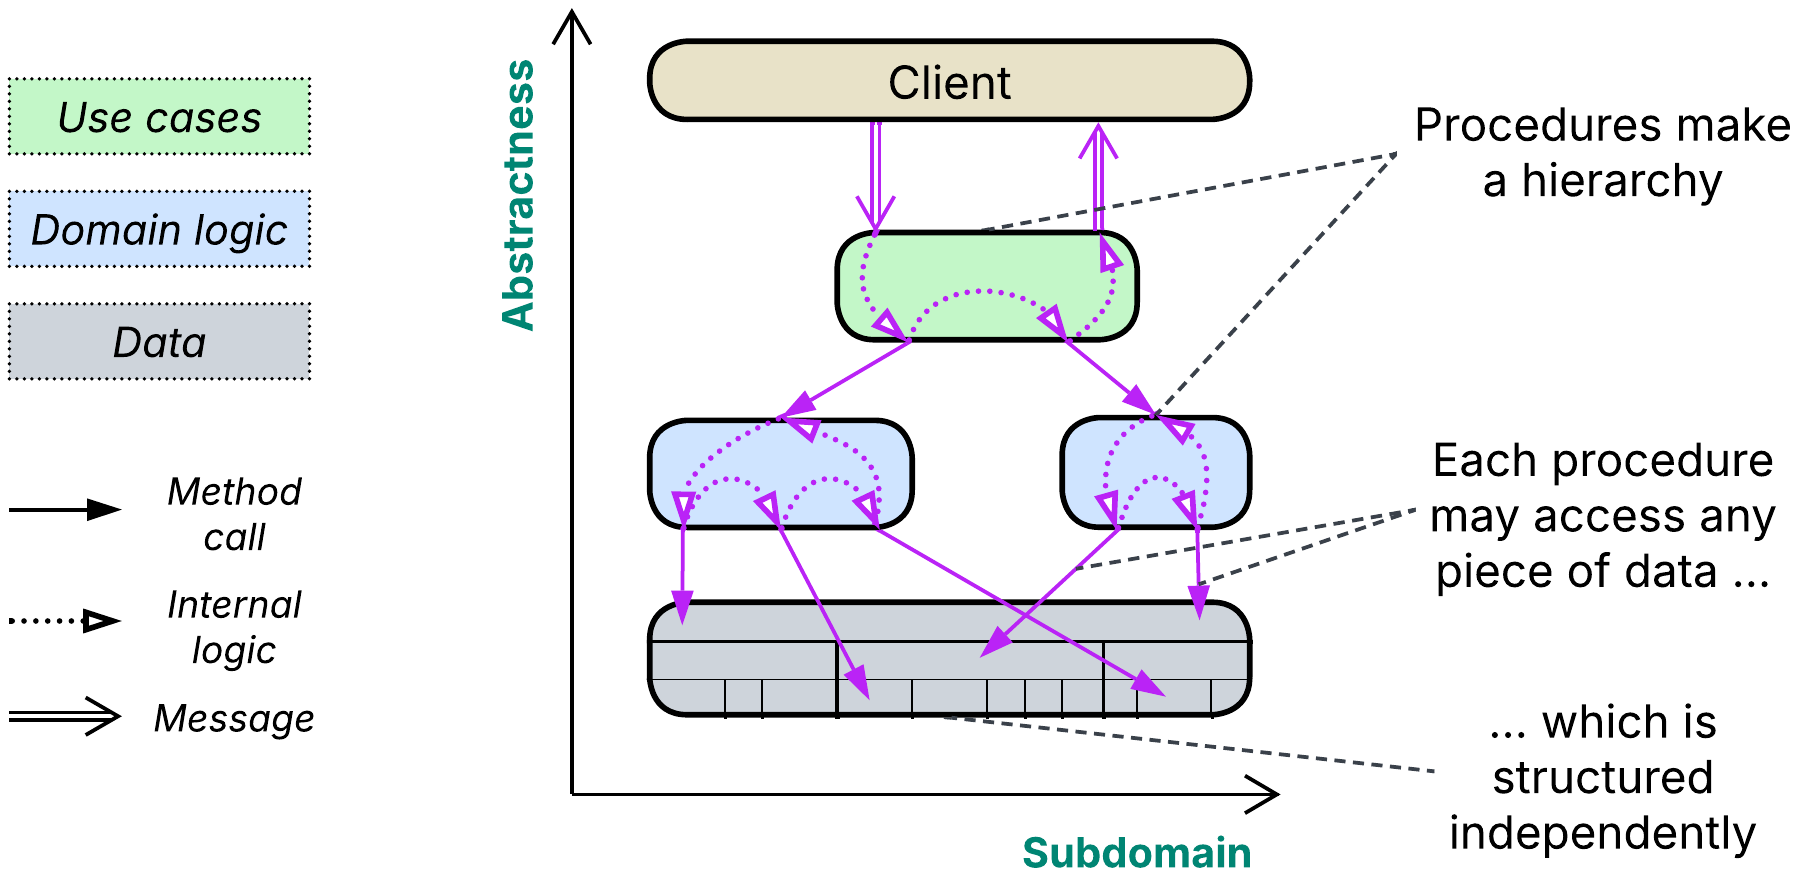 Use cases
Domain logic
Data
Method
call
Internal
logic
Message
Abstractness
Client
Subdomain
Procedures make
a hierarchy
Each procedure
may access any
piece of data ...
... which is
structured
independently